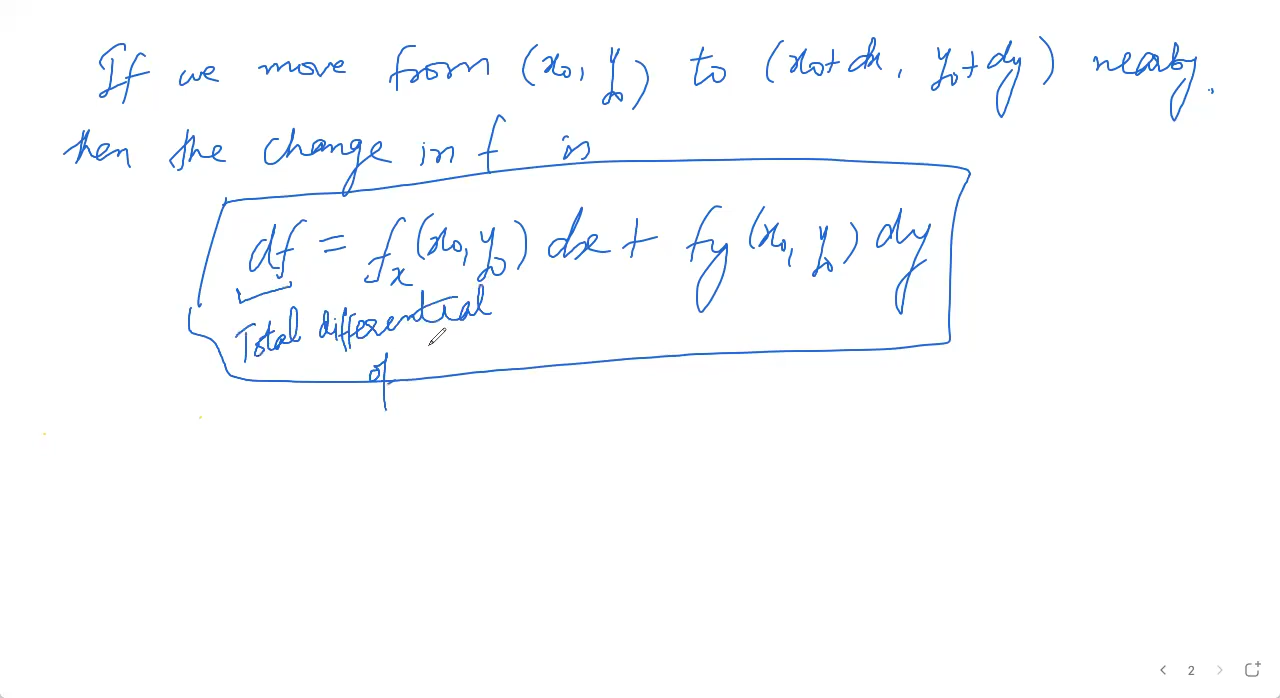 If we move from (x₀, y₀) to (x₀+dx, y₀+dy) nearby,
then the change in f is
df = fₓ(x₀, y₀) dx + fy(x₀, y₀) dy
Total differential
of
2